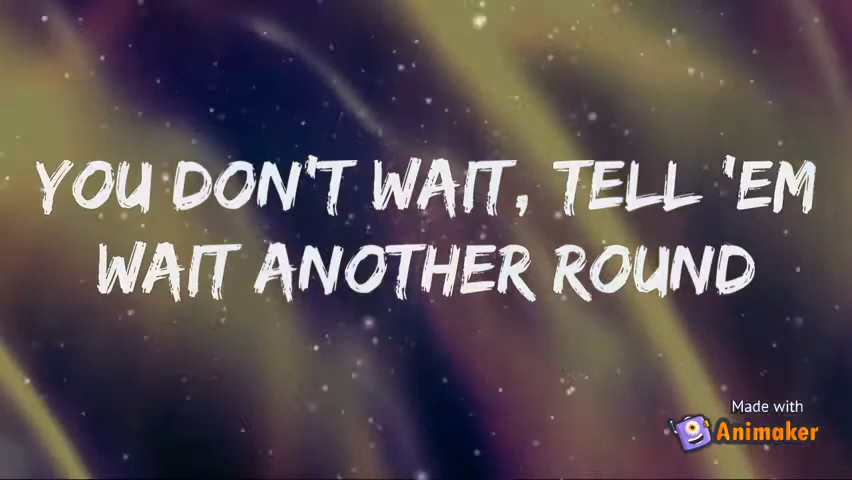 YOU DON'T WAIT, TELL 'EM
WAIT ANOTHER ROUND
Made with
Animaker